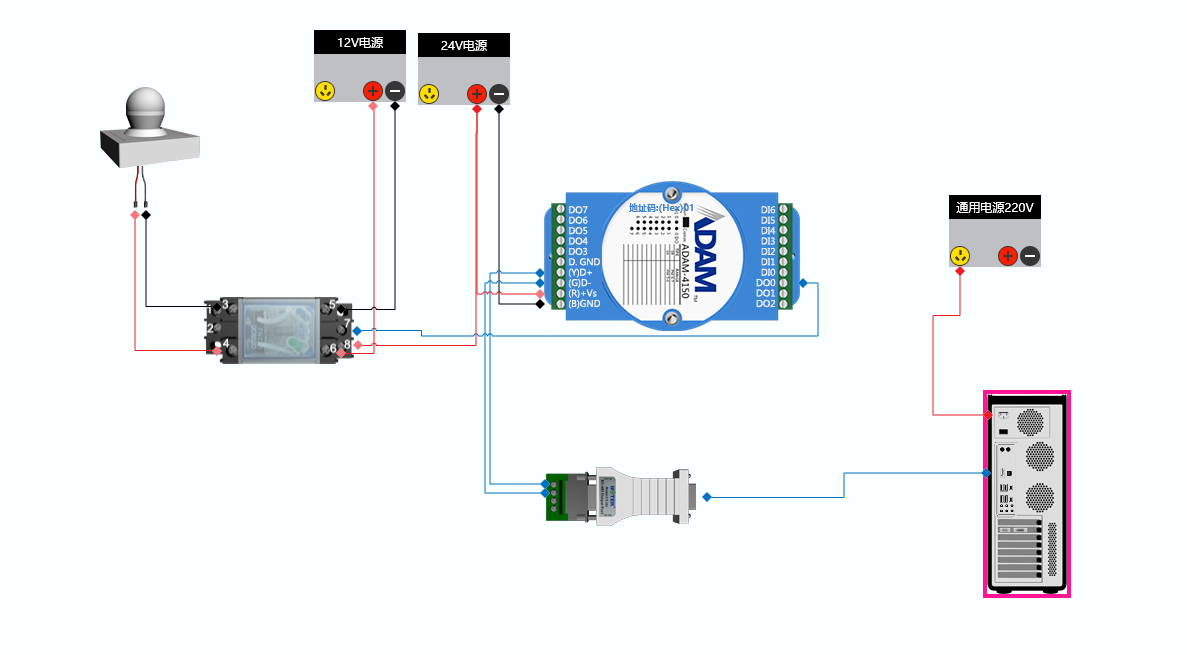 12V电源
24V电源
通用电源220V
地址码:(Hex)01
DO7
DO6
DO5
DO4
DO3
D. GND
(Y)D+
(G)D-
(R)+Vs
(B)GND
ADAM
ADAM-4150
TM
DI6
DI5
DI4
DI3
DI2
DI1
DI0
DO0
DO1
DO2
3
5
2
7
4
6
8